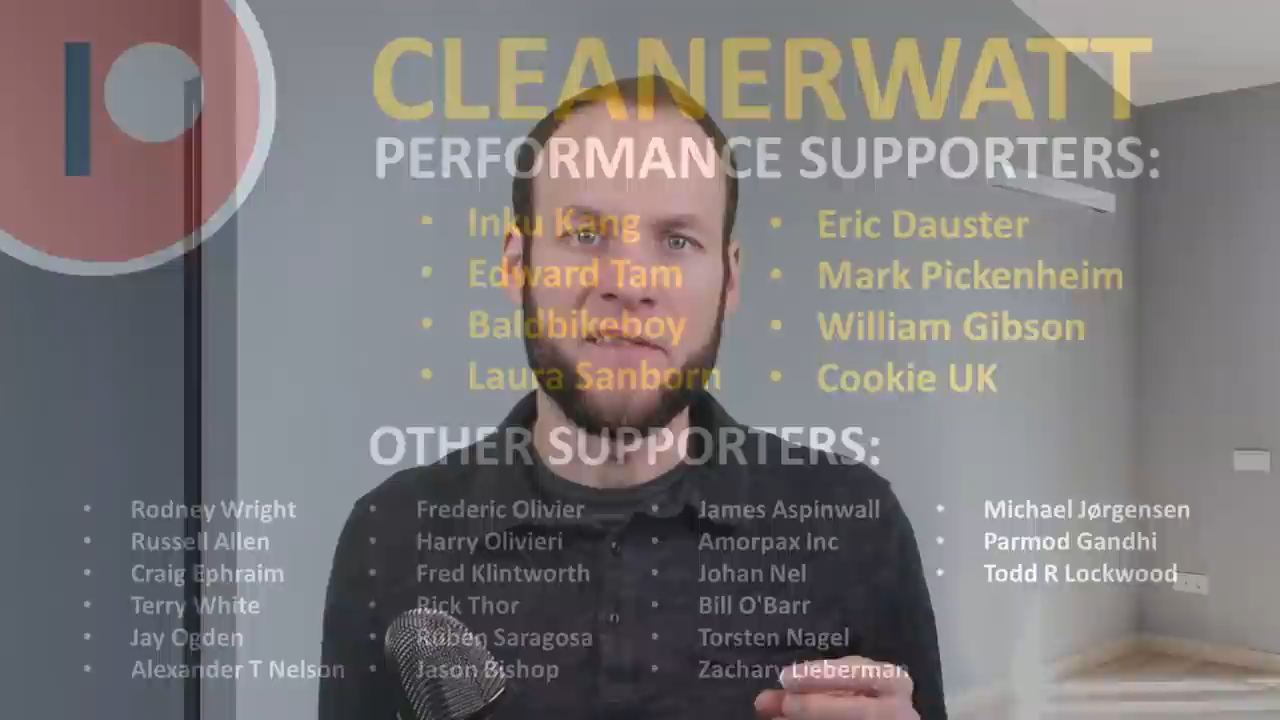 CLEANERWATT
PERFORMANCE SUPPORTERS:
• Inku Kang
• Edward Tam
• Baldbikeboy
• Laura Sanborn
• Eric Dauster
• Mark Pickenheim
• William Gibson
• Cookie UK
OTHER SUPPORTERS:
• Rodney Wright
• Russell Allen
• Craig Ephraim
• Terry White
• Jay Ogden
• Alexander T Nelson
• Frederic Olivier
• Harry Olivieri
• Fred Klintworth
• Rick Thor
• Ruben Saragosa
• Jason Bishop
• James Aspinwall
• Amorpax Inc
• Johan Nel
• Bill O'Barr
• Torsten Nagel
• Zachary Lieberman
• Michael Jørgensen
• Parmod Gandhi
• Todd R Lockwood